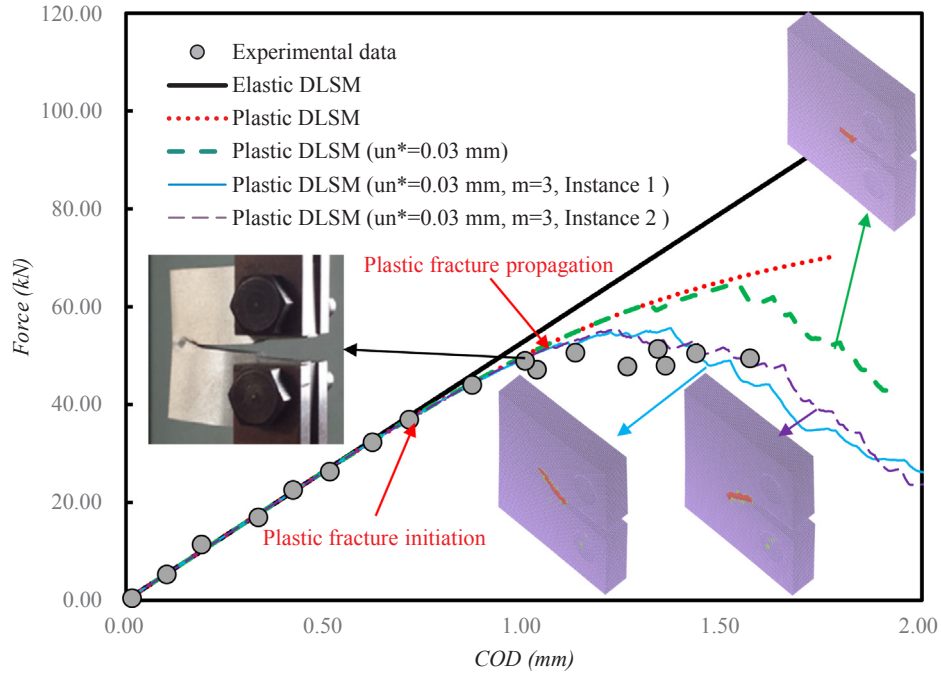 120.00
100.00
80.00
60.00
40.00
20.00
0.00
Force (kN)
Experimental data
Elastic DLSM
Plastic DLSM
Plastic DLSM (un*=0.03 mm)
Plastic DLSM (un*=0.03 mm, m=3, Instance 1 )
Plastic DLSM (un*=0.03 mm, m=3, Instance 2 )
Plastic fracture propagation
Plastic fracture initiation
0.00
0.50
1.00
1.50
2.00
COD (mm)